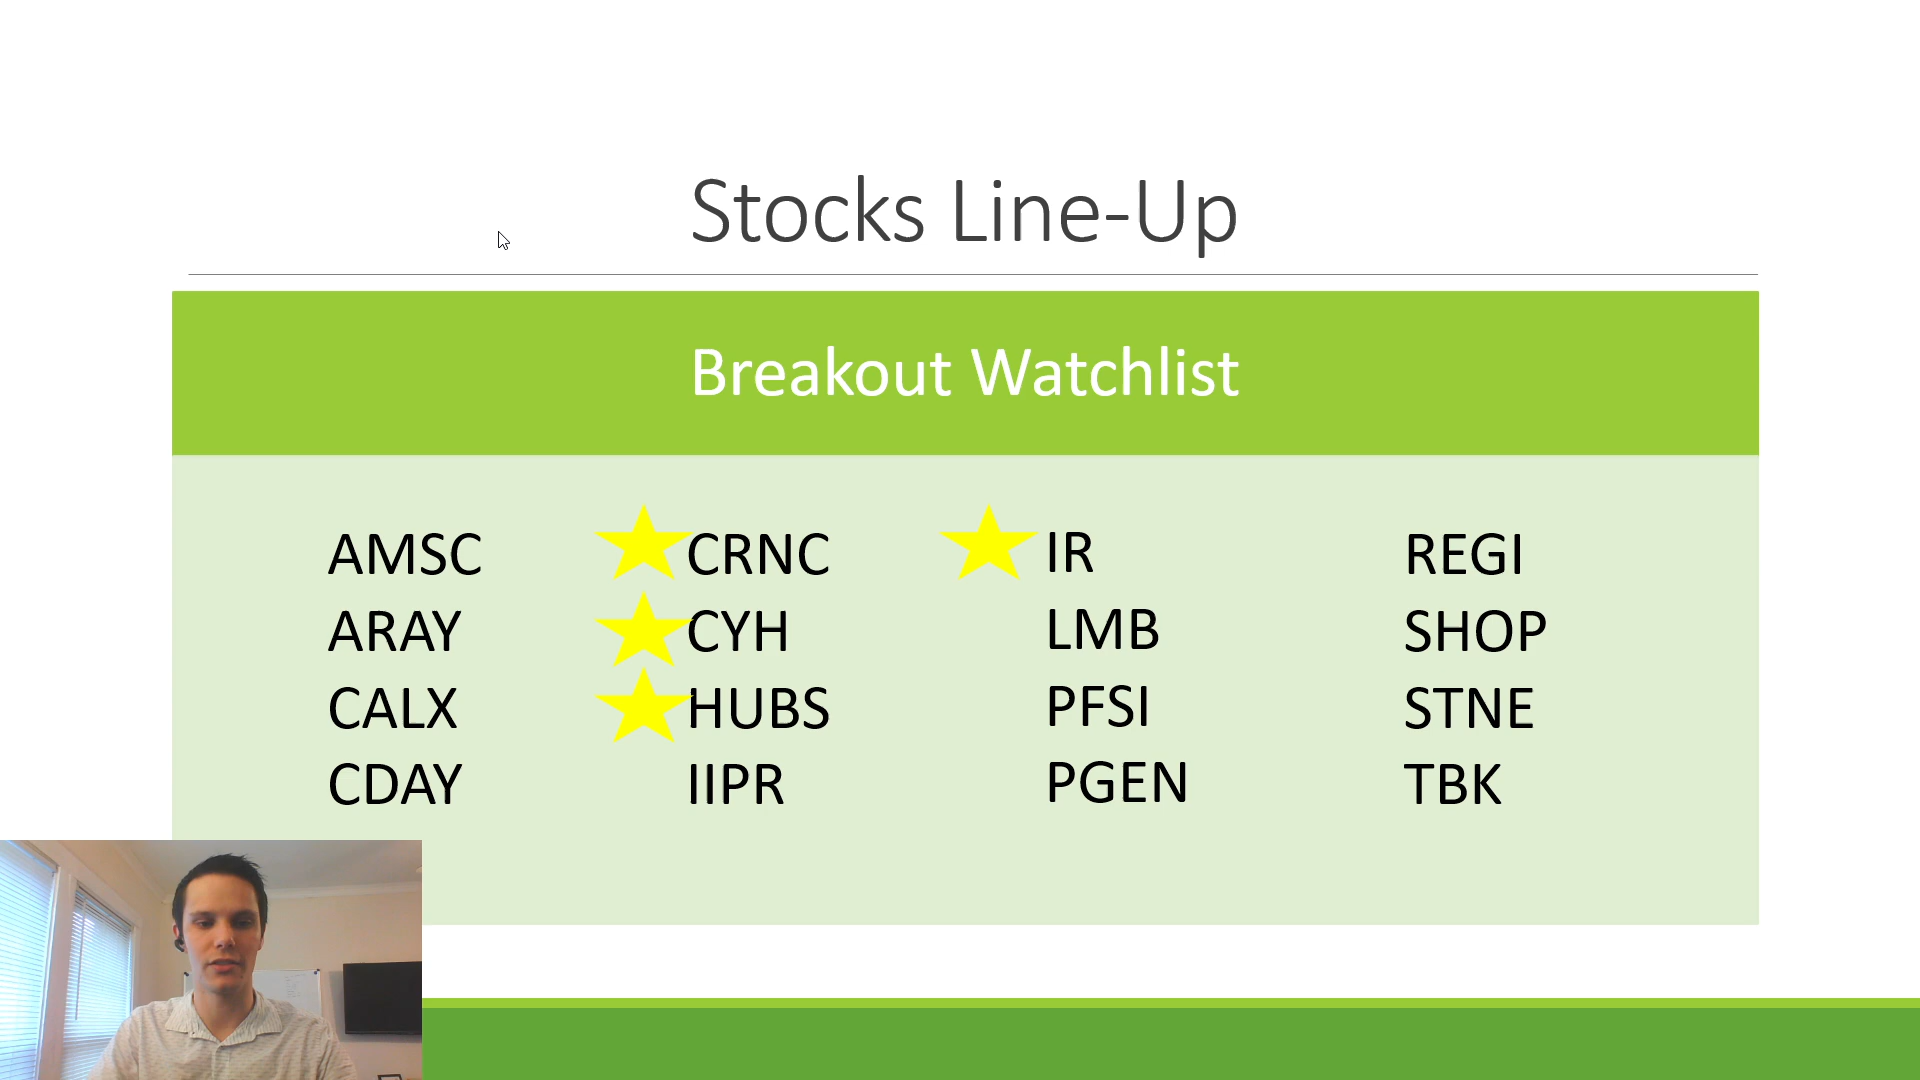 Stocks Line-Up
Breakout Watchlist
AMSC
ARAY
CALX
CDAY
CRNC
CYH
HUBS
IIPR
IR
LMB
PFSI
PGEN
REGI
SHOP
STNE
TBK